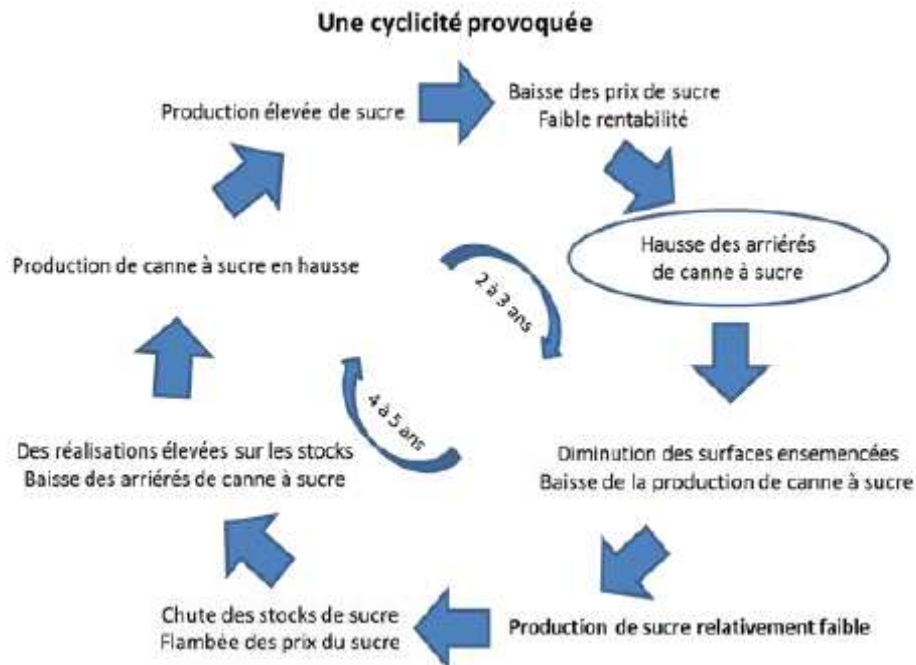 Une cyclicité provoquée
Production élevée de sucre
Baisse des prix de sucre
Faible rentabilité
Hausse des arriérés
de canne à sucre
Diminution des surfaces ensemencées
Baisse de la production de canne à sucre
Production de sucre relativement faible
Chute des stocks de sucre
Flambée des prix du sucre
Des réalisations élevées sur les stocks
Baisse des arriérés de canne à sucre
Production de canne à sucre en hausse
2 à 3 ans
4 à 5 ans